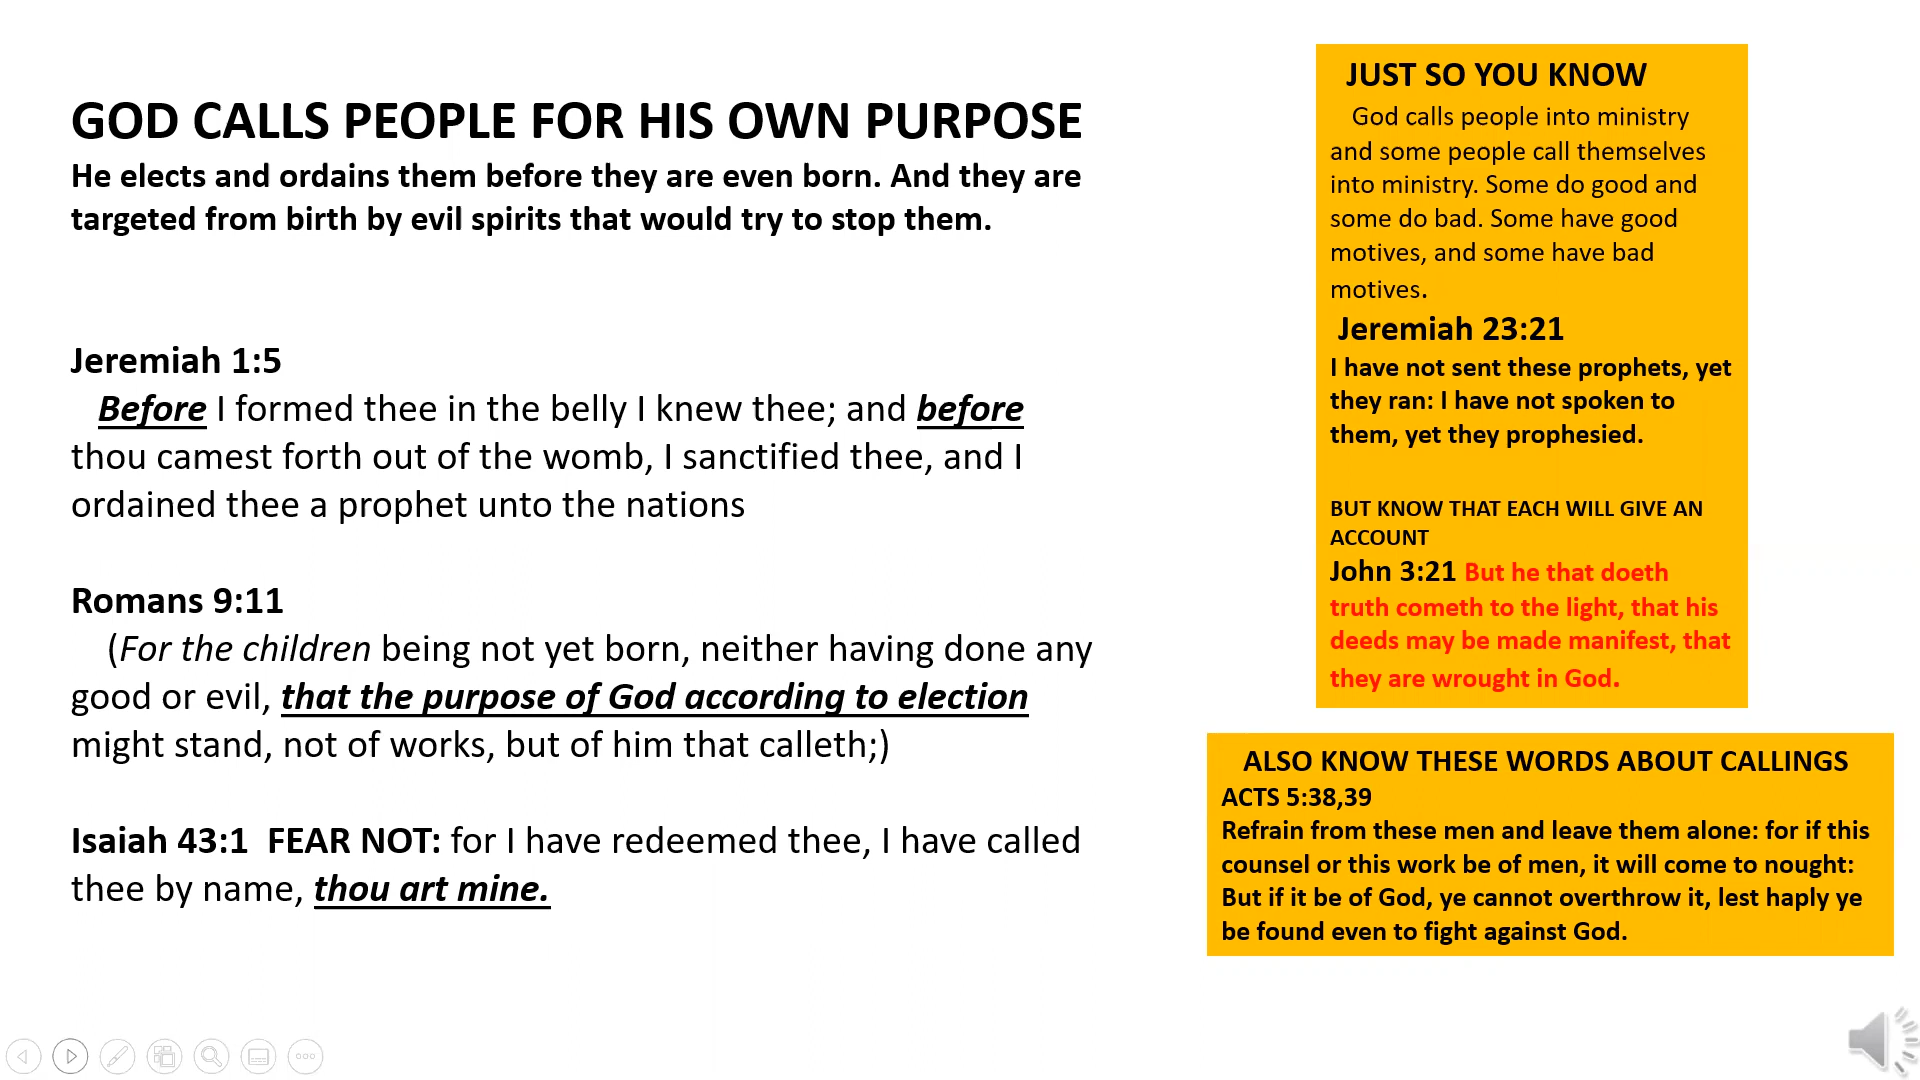 GOD CALLS PEOPLE FOR HIS OWN PURPOSE
He elects and ordains them before they are even born. And they are
targeted from birth by evil spirits that would try to stop them.
Jeremiah 1:5
Before I formed thee in the belly I knew thee; and before
thou camest forth out of the womb, I sanctified thee, and I
ordained thee a prophet unto the nations
Romans 9:11
(For the children being not yet born, neither having done any
good or evil, that the purpose of God according to election
might stand, not of works, but of him that calleth;)
Isaiah 43:1 FEAR NOT: for I have redeemed thee, I have called
thee by name, thou art mine.
JUST SO YOU KNOW
God calls people into ministry
and some people call themselves
into ministry. Some do good and
some do bad. Some have good
motives, and some have bad
motives.
Jeremiah 23:21
I have not sent these prophets, yet
they ran: I have not spoken to
them, yet they prophesied.
BUT KNOW THAT EACH WILL GIVE AN
ACCOUNT
John 3:21 But he that doeth
truth cometh to the light, that his
deeds may be made manifest, that
they are wrought in God.
ALSO KNOW THESE WORDS ABOUT CALLINGS
ACTS 5:38,39
Refrain from these men and leave them alone: for if this
counsel or this work be of men, it will come to nought:
But if it be of God, ye cannot overthrow it, lest haply ye
be found even to fight against God.